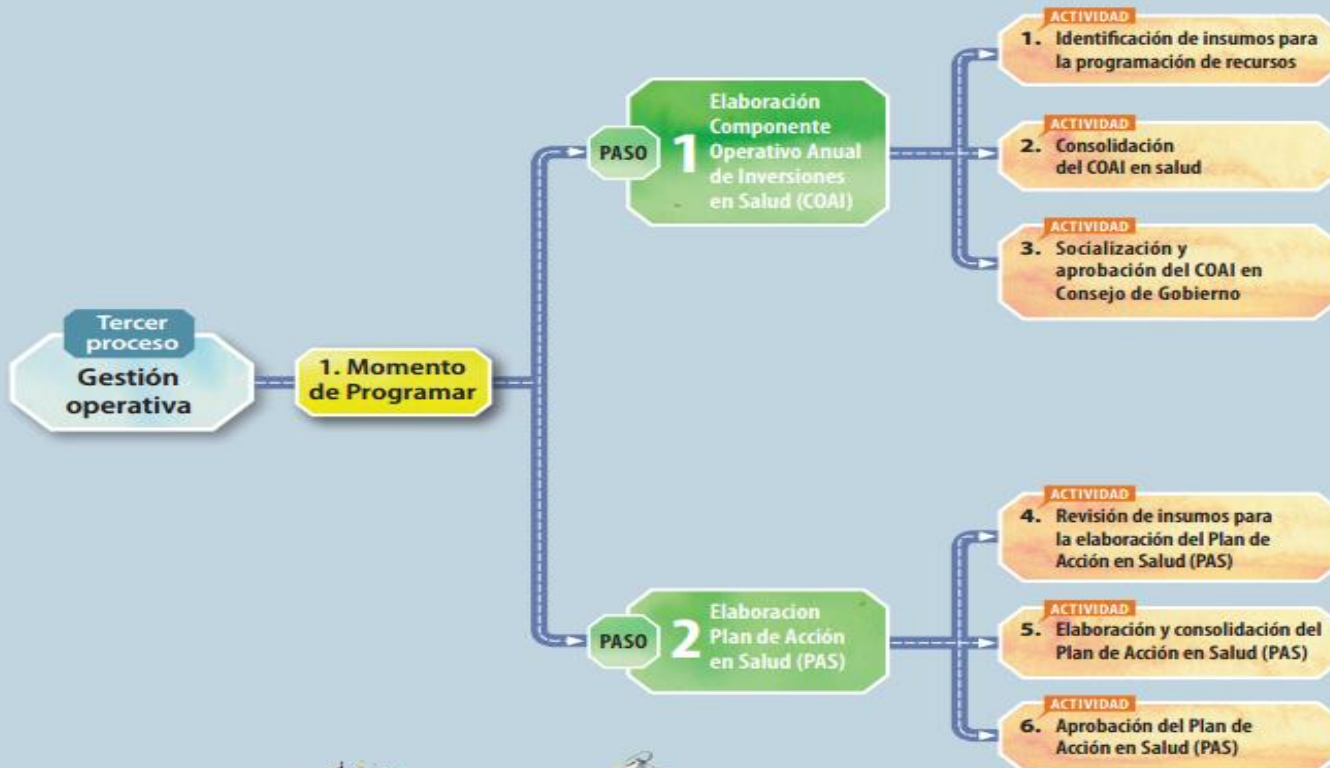 Tercer
proceso
Gestión
operativa
1. Momento
de Programar
PASO
1
Elaboración
Componente
Operativo Anual
de Inversiones
en Salud (COAI)
ACTIVIDAD
1. Identificación de insumos para
la programación de recursos
ACTIVIDAD
2. Consolidación
del COAI en salud
ACTIVIDAD
3. Socialización y
aprobación del COAI en
Consejo de Gobierno
PASO
2
Elaboracion
Plan de Acción
en Salud (PAS)
ACTIVIDAD
4. Revisión de insumos para
la elaboración del Plan de
Acción en Salud (PAS)
ACTIVIDAD
5. Elaboración y consolidación del
Plan de Acción en Salud (PAS)
ACTIVIDAD
6. Aprobación del Plan de
Acción en Salud (PAS)